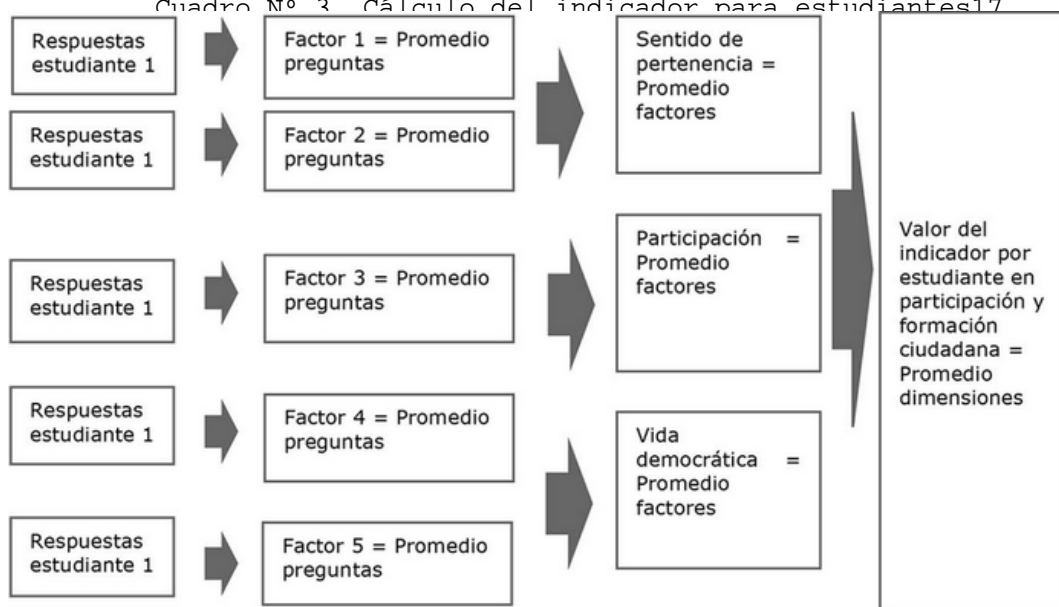 Cuadro Nº 3. Cálculo del indicador para estudiantes17
Respuestas
estudiante 1
Factor 1 = Promedio
preguntas
Respuestas
estudiante 1
Factor 2 = Promedio
preguntas
Sentido de
pertenencia =
Promedio
factores
Respuestas
estudiante 1
Factor 3 = Promedio
preguntas
Participación =
Promedio
factores
Respuestas
estudiante 1
Factor 4 = Promedio
preguntas
Respuestas
estudiante 1
Factor 5 = Promedio
preguntas
Vida
democrática =
Promedio
factores
Valor del
indicador por
estudiante en
participación y
formación
ciudadana =
Promedio
dimensiones